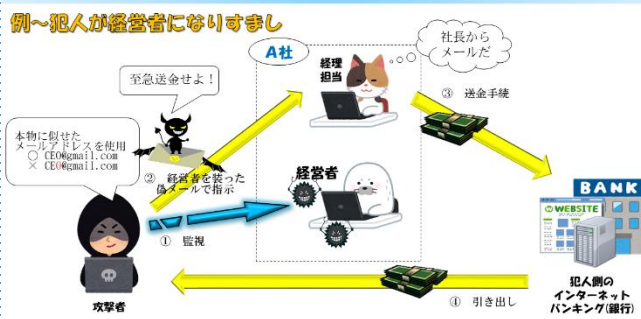 例～犯人が経営者になりすまし
A社
社長から
メールだ
経理
担当
至急送金せよ！
③ 送金手続
本物に似せた
メールアドレスを使用
○ CEO@gmail.com
× CE0@gmail.com
② 経営者を装った
偽メールで指示
経営者
① 監視
BANK
WEBSITE
攻撃者
④ 引き出し
犯人側の
インターネット
バンキング(銀行)